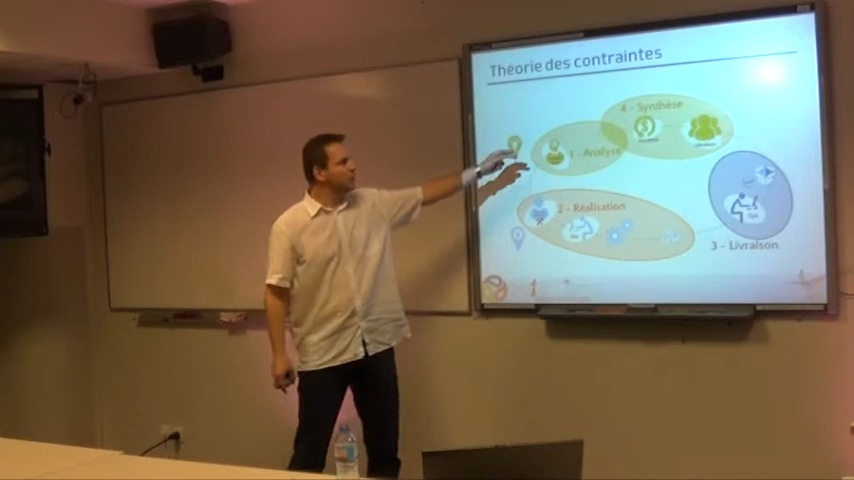 Théorie des contraintes
4 - Synthèse
1 - Analyse
2 - Réalisation
3 - Livraison